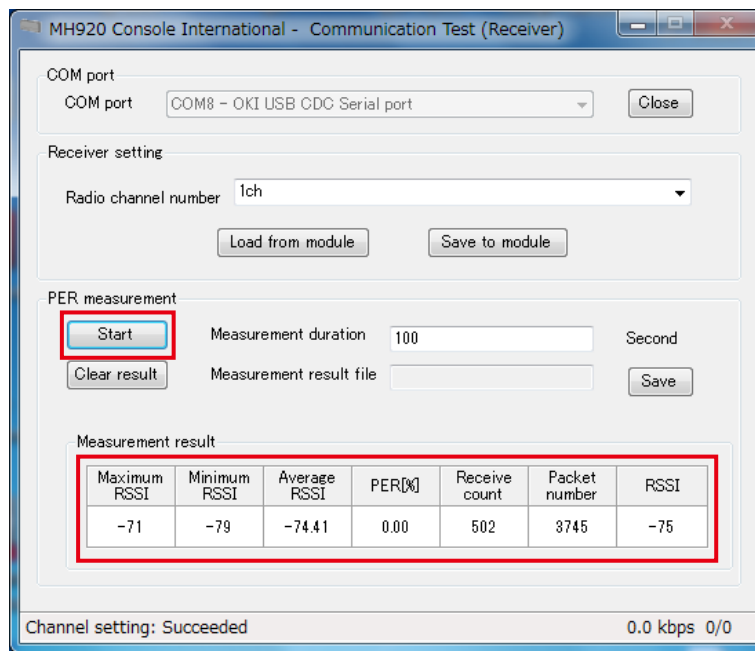 MH920 Console International - Communication Test (Receiver)
COM port
COM port COM8 - OKI USB CDC Serial port Close
Receiver setting
Radio channel number 1ch
Load from module Save to module
PER measurement
Start Measurement duration 100 Second
Clear result Measurement result file Save
Measurement result
Maximum RSSI Minimum RSSI Average RSSI PER[%] Receive count Packet number RSSI
-71 -79 -74.41 0.00 502 3745 -75
Channel setting: Succeeded 0.0 kbps 0/0